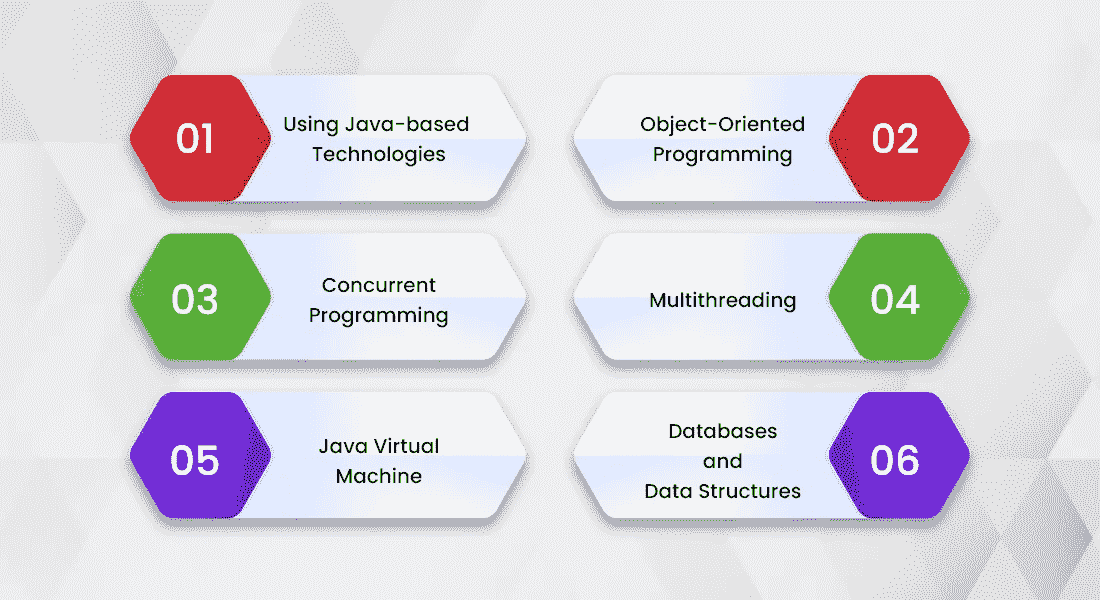 01
Using Java-based
Technologies
Object-Oriented
Programming
02
03
Concurrent
Programming
Multithreading
04
05
Java Virtual
Machine
Databases
and
Data Structures
06